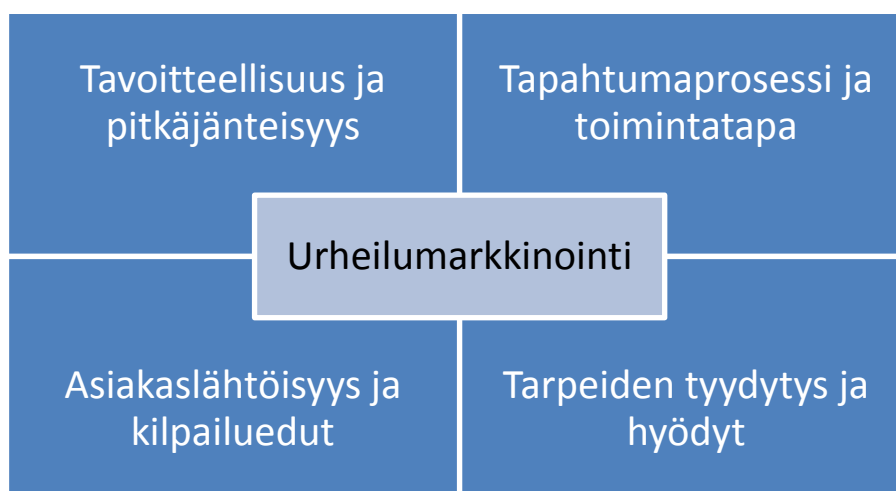 Tavoitteellisuus ja
pitkäjänteisyys
Tapahtumaprosessi ja
toimintatapa
Urheilumarkkinointi
Asiakaslähtöisyys ja
kilpailuedut
Tarpeiden tyydytys ja
hyödyt